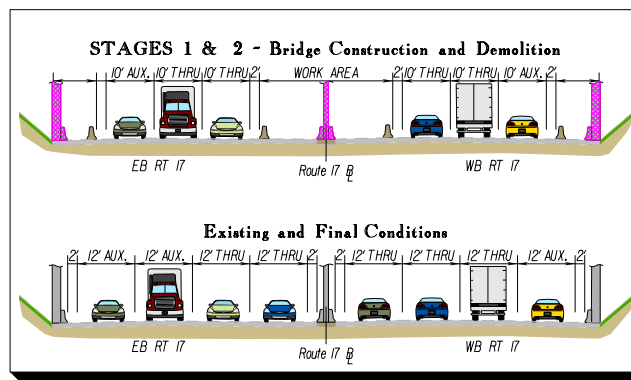 STAGES 1 & 2 - Bridge Construction and Demolition
10' AUX. 10' THRU 10' THRU 2' WORK AREA 2' 10' THRU 10' THRU 10' AUX. 2'
EB RT 17 Route 17 BL WB RT 17
Existing and Final Conditions
2' 12' AUX. 12' AUX. 12' THRU 12' THRU 2' 2' 12' THRU 12' THRU 12' THRU 12' AUX. 2'
EB RT 17 Route 17 BL WB RT 17